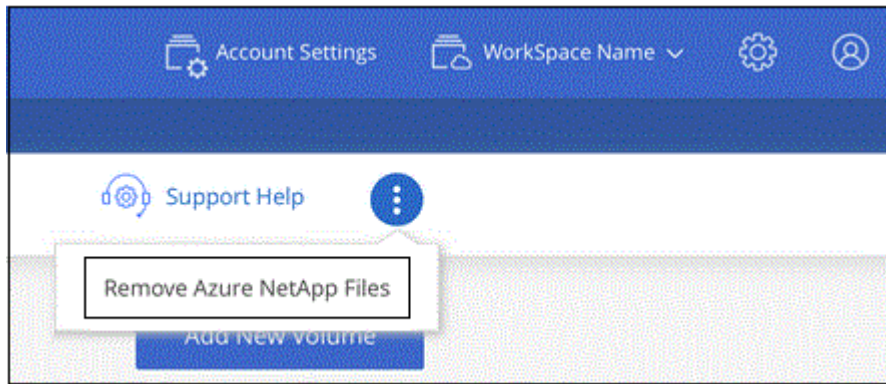 Account Settings
WorkSpace Name
Support Help
Remove Azure NetApp Files
Add New Volume